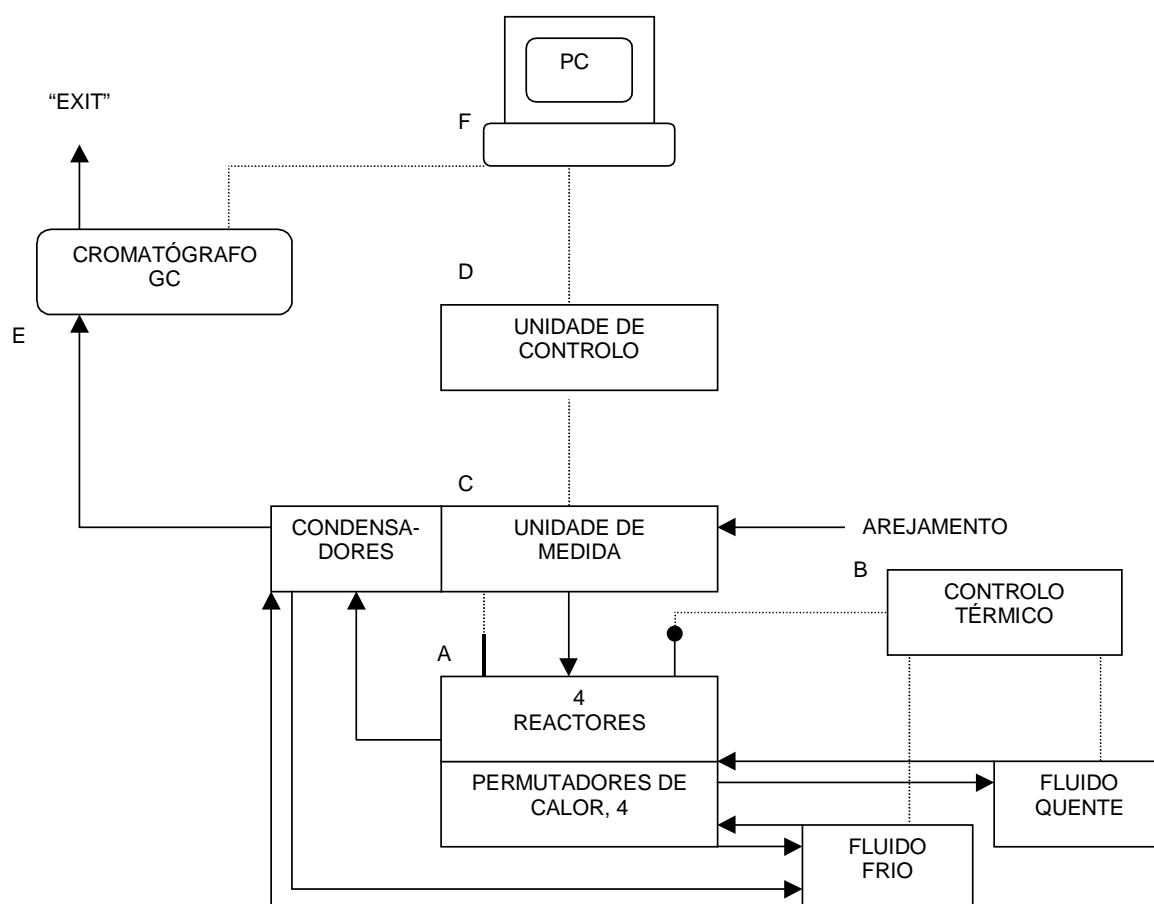 PC
“EXIT”
F
CROMATÓGRAFO
GC
D
E
UNIDADE DE
CONTROLO
C
CONDENSA-
DORES
UNIDADE DE
MEDIDA
AREJAMENTO
B
CONTROLO
TÉRMICO
A
4
REACTORES
PERMUTADORES DE
CALOR, 4
FLUIDO
QUENTE
FLUIDO
FRIO